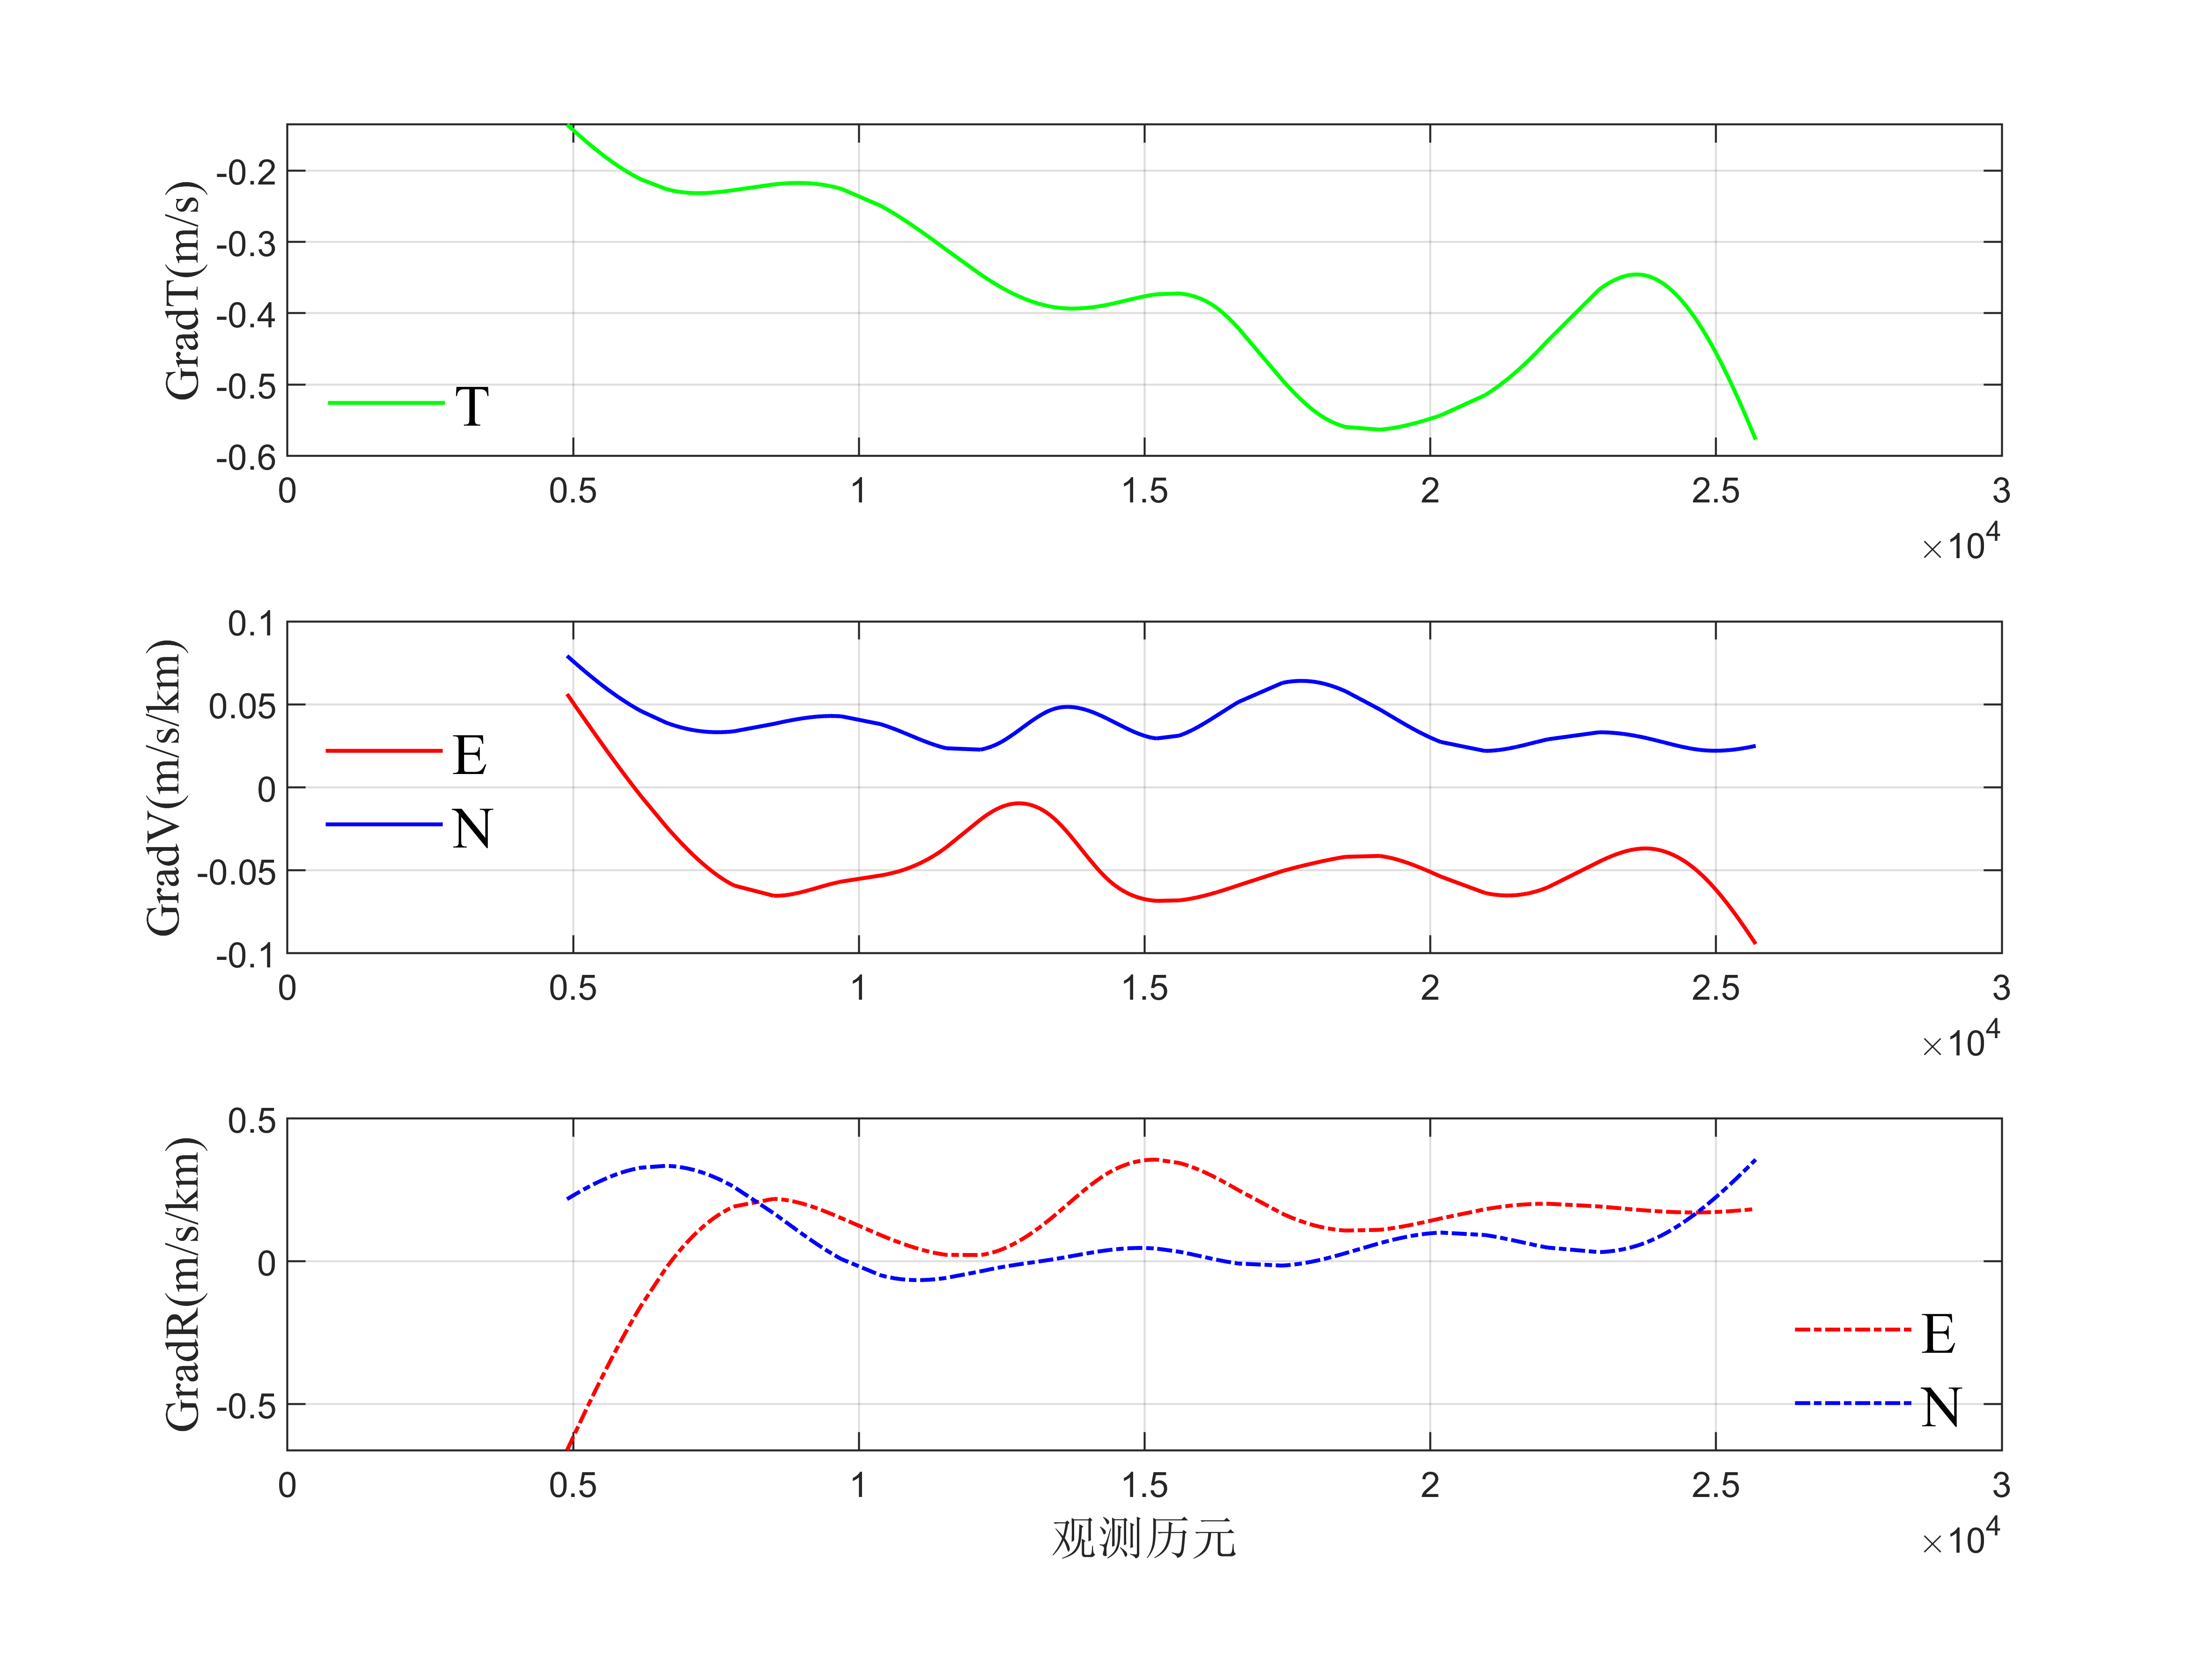 GradT(m/s)
-0.2
-0.3
-0.4
-0.5
-0.6
T
0 0.5 1 1.5 2 2.5 3
×10⁴
GradV(m/s/km)
0.1
0.05
0
-0.05
-0.1
E
N
0 0.5 1 1.5 2 2.5 3
×10⁴
GradR(m/s/km)
0.5
0
-0.5
E
N
0 0.5 1 1.5 2 2.5 3
观测历元
×10⁴